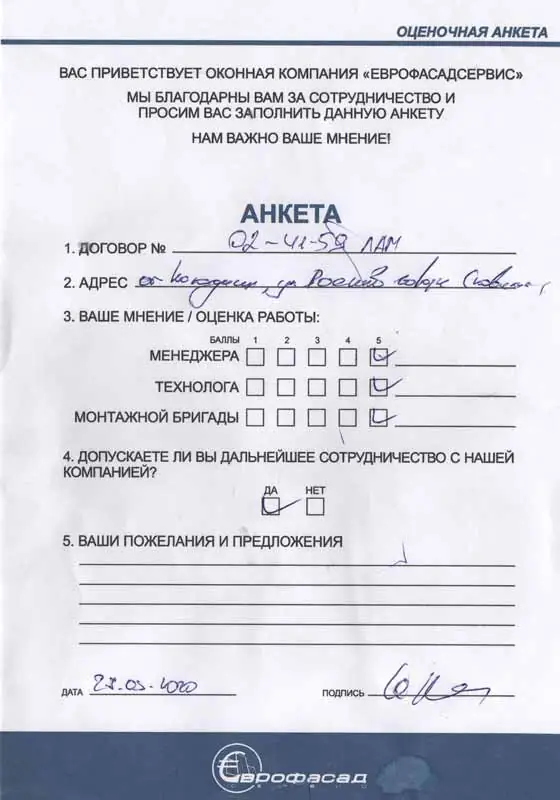 ОЦЕНОЧНАЯ АНКЕТА
ВАС ПРИВЕТСТВУЕТ ОКОННАЯ КОМПАНИЯ «ЕВРОФАСАДСЕРВИС»
МЫ БЛАГОДАРНЫ ВАМ ЗА СОТРУДНИЧЕСТВО И
ПРОСИМ ВАС ЗАПОЛНИТЬ ДАННУЮ АНКЕТУ
НАМ ВАЖНО ВАШЕ МНЕНИЕ!
АНКЕТА
1. ДОГОВОР № 02-41-59 ЛАМ
2. АДРЕС
3. ВАШЕ МНЕНИЕ / ОЦЕНКА РАБОТЫ:
БАЛЛЫ 1 2 3 4 5
МЕНЕДЖЕРА
ТЕХНОЛОГА
МОНТАЖНОЙ БРИГАДЫ
4. ДОПУСКАЕТЕ ЛИ ВЫ ДАЛЬНЕЙШЕЕ СОТРУДНИЧЕСТВО С НАШЕЙ
КОМПАНИЕЙ?
ДА НЕТ
5. ВАШИ ПОЖЕЛАНИЯ И ПРЕДЛОЖЕНИЯ
ДАТА ПОДПИСЬ
Еврофасад
СЕРВИС